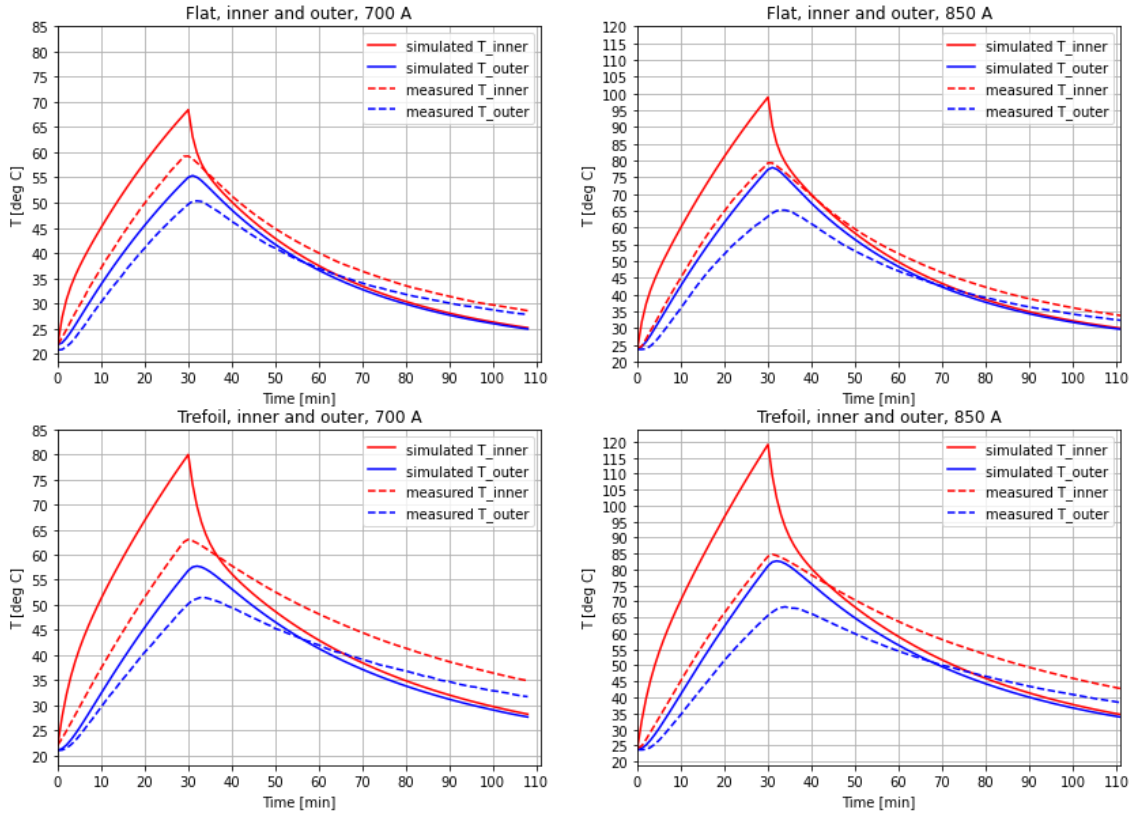 Flat, inner and outer, 700 A
85
80
75
70
65
60
55
50
45
40
35
30
25
20
T [deg C]
simulated T_inner
simulated T_outer
measured T_inner
measured T_outer
0 10 20 30 40 50 60 70 80 90 100 110
Time [min]
Flat, inner and outer, 850 A
120
115
110
105
100
95
90
85
80
75
70
65
60
55
50
45
40
35
30
25
20
T [deg C]
simulated T_inner
simulated T_outer
measured T_inner
measured T_outer
0 10 20 30 40 50 60 70 80 90 100 110
Time [min]
Trefoil, inner and outer, 700 A
85
80
75
70
65
60
55
50
45
40
35
30
25
20
T [deg C]
simulated T_inner
simulated T_outer
measured T_inner
measured T_outer
0 10 20 30 40 50 60 70 80 90 100 110
Time [min]
Trefoil, inner and outer, 850 A
120
115
110
105
100
95
90
85
80
75
70
65
60
55
50
45
40
35
30
25
20
T [deg C]
simulated T_inner
simulated T_outer
measured T_inner
measured T_outer
0 10 20 30 40 50 60 70 80 90 100 110
Time [min]